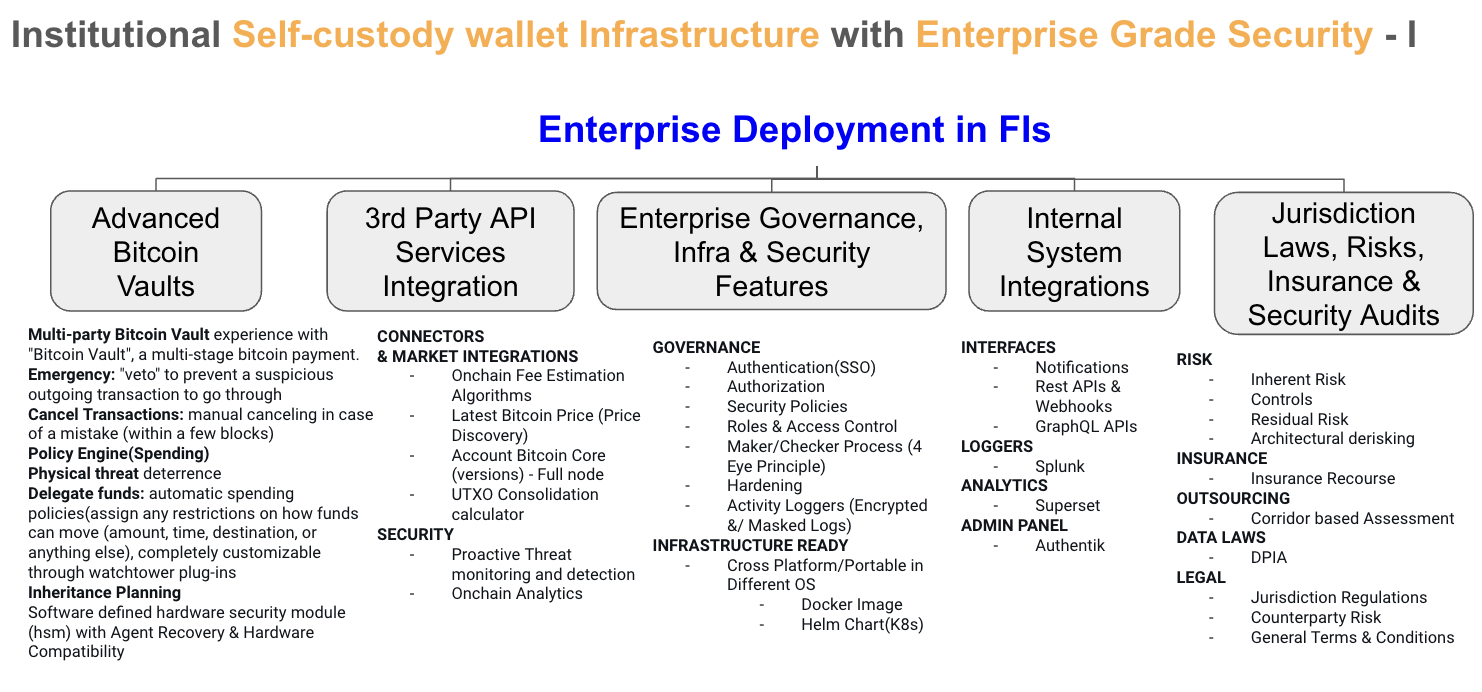 Institutional Self-custody wallet Infrastructure with Enterprise Grade Security - I
Enterprise Deployment in FIs
Advanced
Bitcoin
Vaults
3rd Party API
Services
Integration
Enterprise Governance,
Infra & Security
Features
Internal
System
Integrations
Jurisdiction
Laws, Risks,
Insurance &
Security Audits
Multi-party Bitcoin Vault experience with
"Bitcoin Vault", a multi-stage bitcoin payment.
Emergency: "veto" to prevent a suspicious
outgoing transaction to go through
Cancel Transactions: manual canceling in case
of a mistake (within a few blocks)
Policy Engine(Spending)
Physical threat deterrence
Delegate funds: automatic spending
policies(assign any restrictions on how funds
can move (amount, time, destination, or
anything else), completely customizable
through watchtower plug-ins
Inheritance Planning
Software defined hardware security module
(hsm) with Agent Recovery & Hardware
Compatibility
CONNECTORS
& MARKET INTEGRATIONS
- Onchain Fee Estimation
Algorithms
- Latest Bitcoin Price (Price
Discovery)
- Account Bitcoin Core
(versions) - Full node
- UTXO Consolidation
calculator
SECURITY
- Proactive Threat
monitoring and detection
- Onchain Analytics
GOVERNANCE
- Authentication(SSO)
- Authorization
- Security Policies
- Roles & Access Control
- Maker/Checker Process (4
Eye Principle)
- Hardening
- Activity Loggers (Encrypted
&/ Masked Logs)
INFRASTRUCTURE READY
- Cross Platform/Portable in
Different OS
- Docker Image
- Helm Chart(K8s)
INTERFACES
- Notifications
- Rest APIs &
Webhooks
- GraphQL APIs
LOGGERS
- Splunk
ANALYTICS
- Superset
ADMIN PANEL
- Authentik
RISK
- Inherent Risk
- Controls
- Residual Risk
- Architectural derisking
INSURANCE
- Insurance Recourse
OUTSOURCING
- Corridor based Assessment
DATA LAWS
- DPIA
LEGAL
- Jurisdiction Regulations
- Counterparty Risk
- General Terms & Conditions